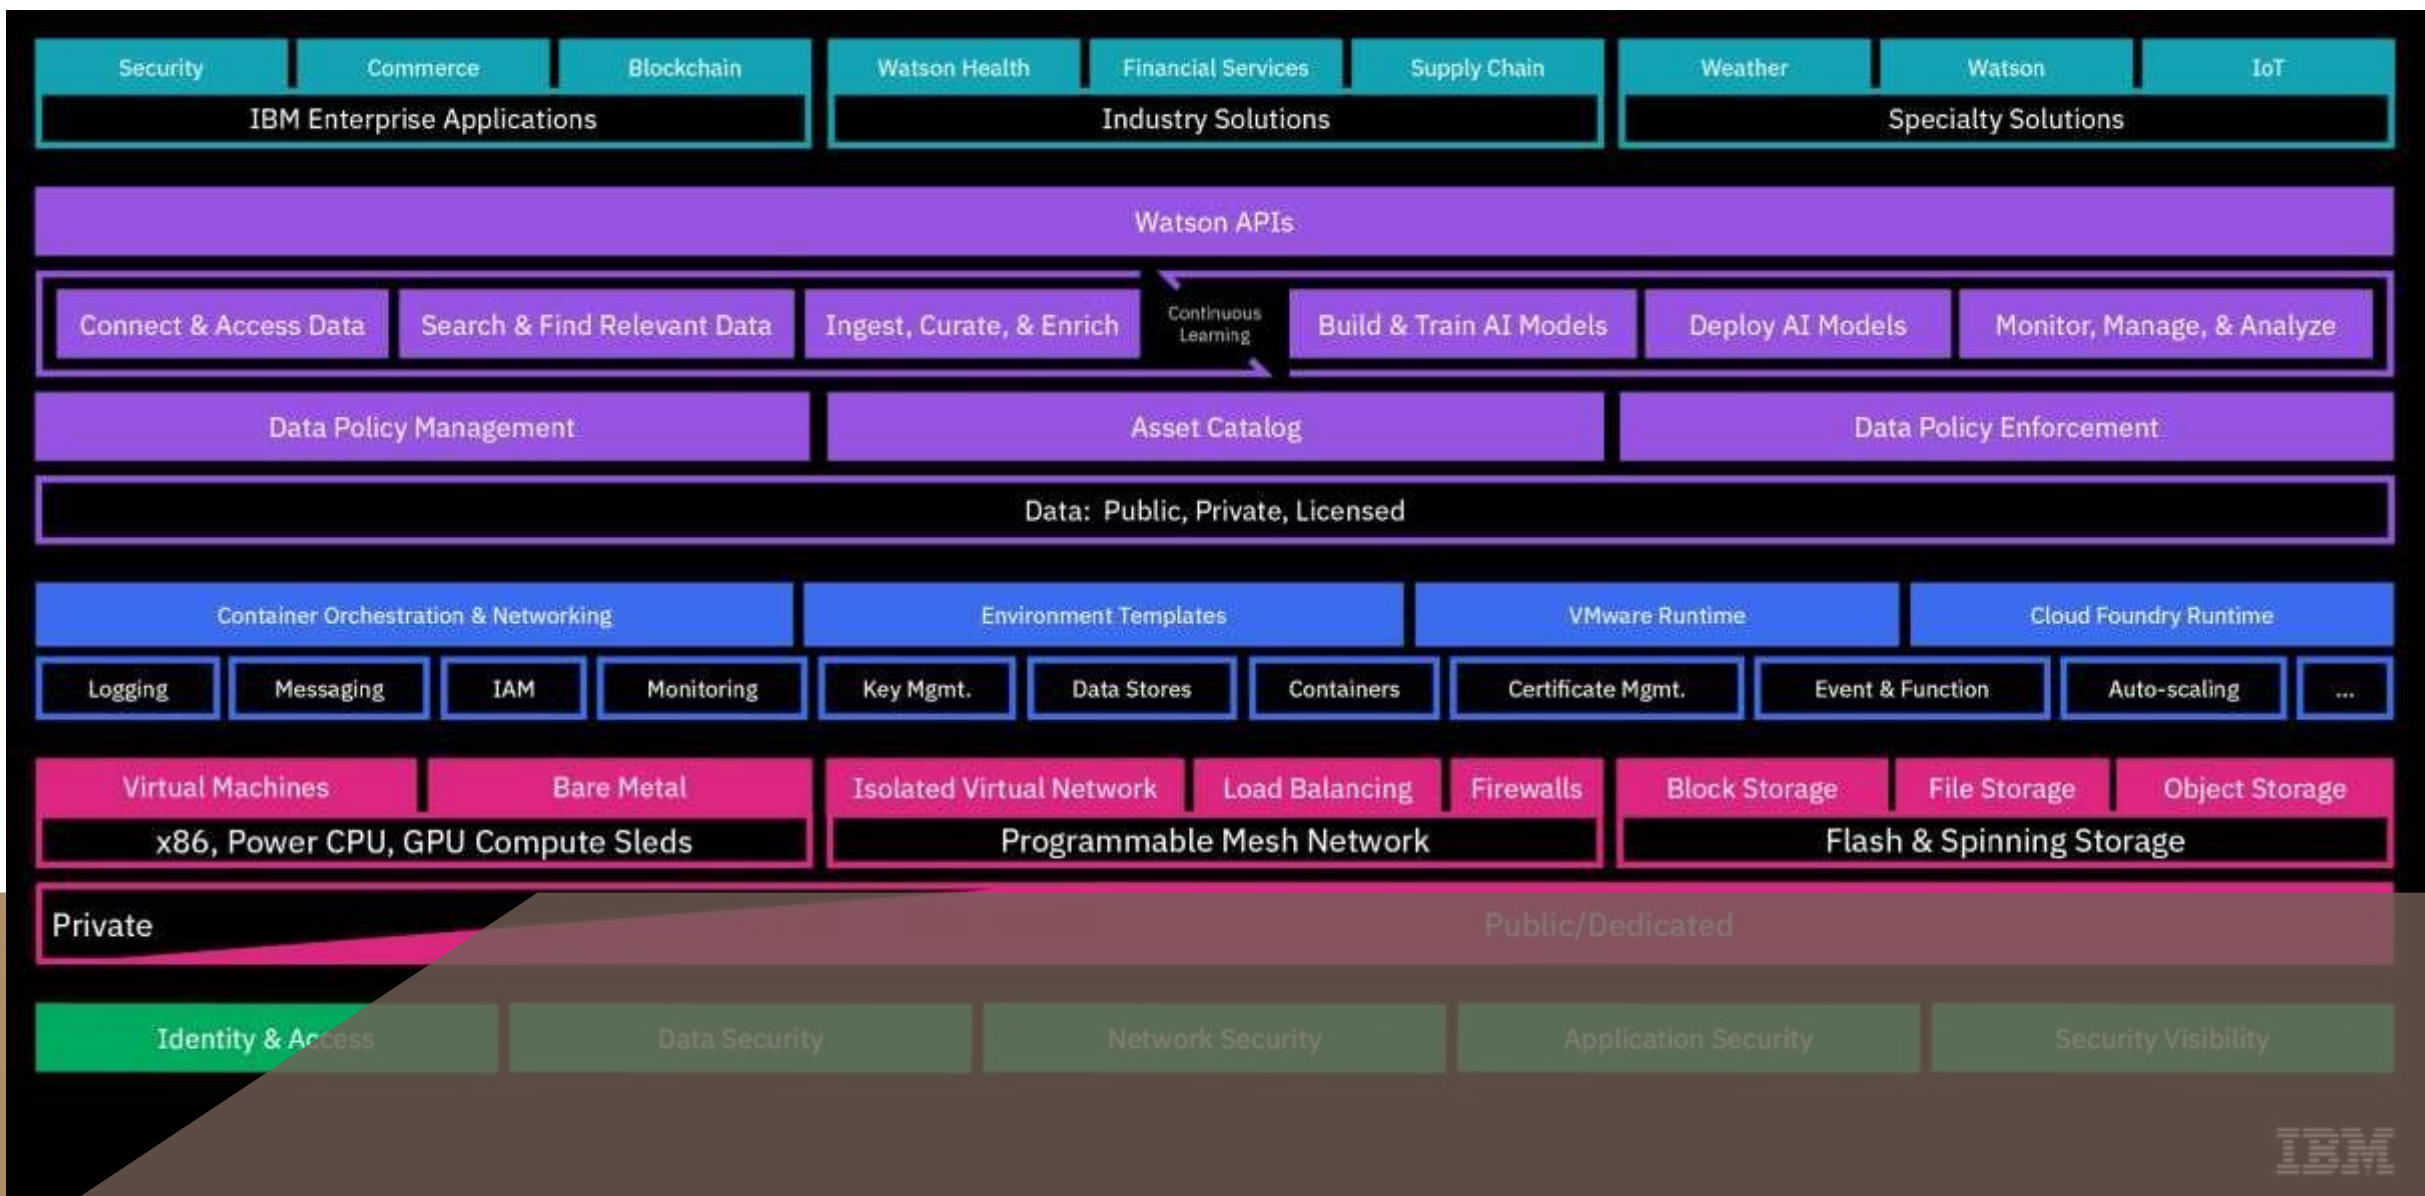 Security Commerce Blockchain Watson Health Financial Services Supply Chain Weather Watson IoT
IBM Enterprise Applications Industry Solutions Specialty Solutions
Watson APIs
Connect & Access Data Search & Find Relevant Data Ingest, Curate, & Enrich Continuous Build & Train AI Models Deploy AI Models Monitor, Manage, & Analyze
Learning
Data Policy Management Asset Catalog Data Policy Enforcement
Data: Public, Private, Licensed
Container Orchestration & Networking Environment Templates VMware Runtime Cloud Foundry Runtime
Logging Messaging IAM Monitoring Key Mgmt. Data Stores Containers Certificate Mgmt. Event & Function Auto-scaling ...
Virtual Machines Bare Metal Isolated Virtual Network Load Balancing Firewalls Block Storage File Storage Object Storage
x86, Power CPU, GPU Compute Sleds Programmable Mesh Network Flash & Spinning Storage
Private Public/Dedicated
Identity & Access Data Security Network Security Application Security Security Visibility
IBM